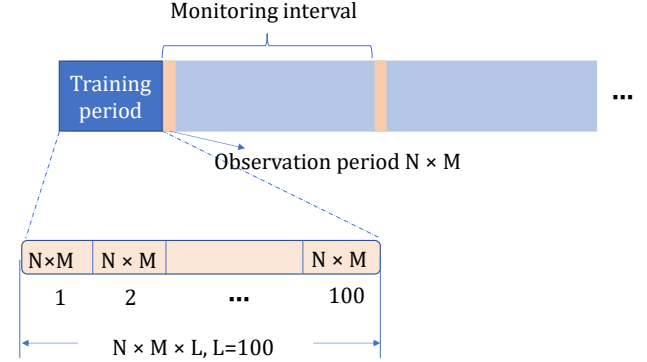 Monitoring interval
Training
period
...
Observation period N × M
N×M N × M N × M
1 2 ... 100
N × M × L, L=100